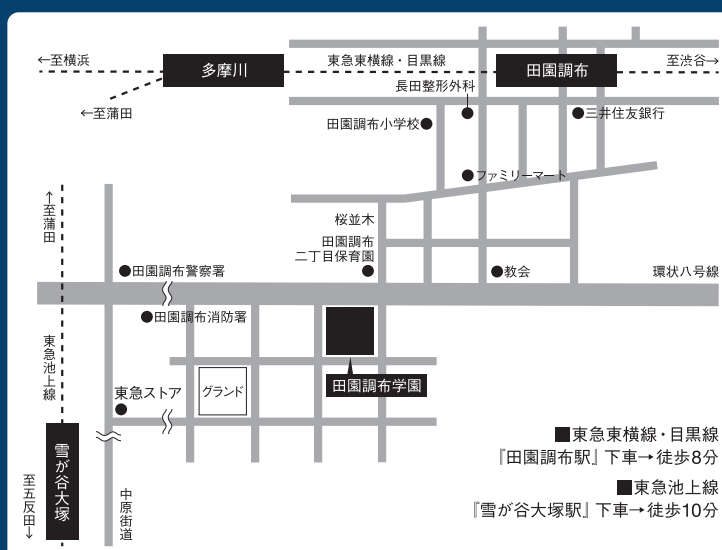 ←至横浜
多摩川
東急東横線・目黒線
田園調布
至渋谷→
長田整形外科
←至蒲田
田園調布小学校
三井住友銀行
ファミリーマート
←至蒲田
桜並木
田園調布
二丁目保育園
田園調布警察署
教会
環状八号線
田園調布消防署
東急池上線
東急ストア
グランド
田園調布学園
雪が谷大塚
至五反田→
中原街道
■東急東横線・目黒線
『田園調布駅』下車→徒歩8分
■東急池上線
『雪が谷大塚駅』下車→徒歩10分